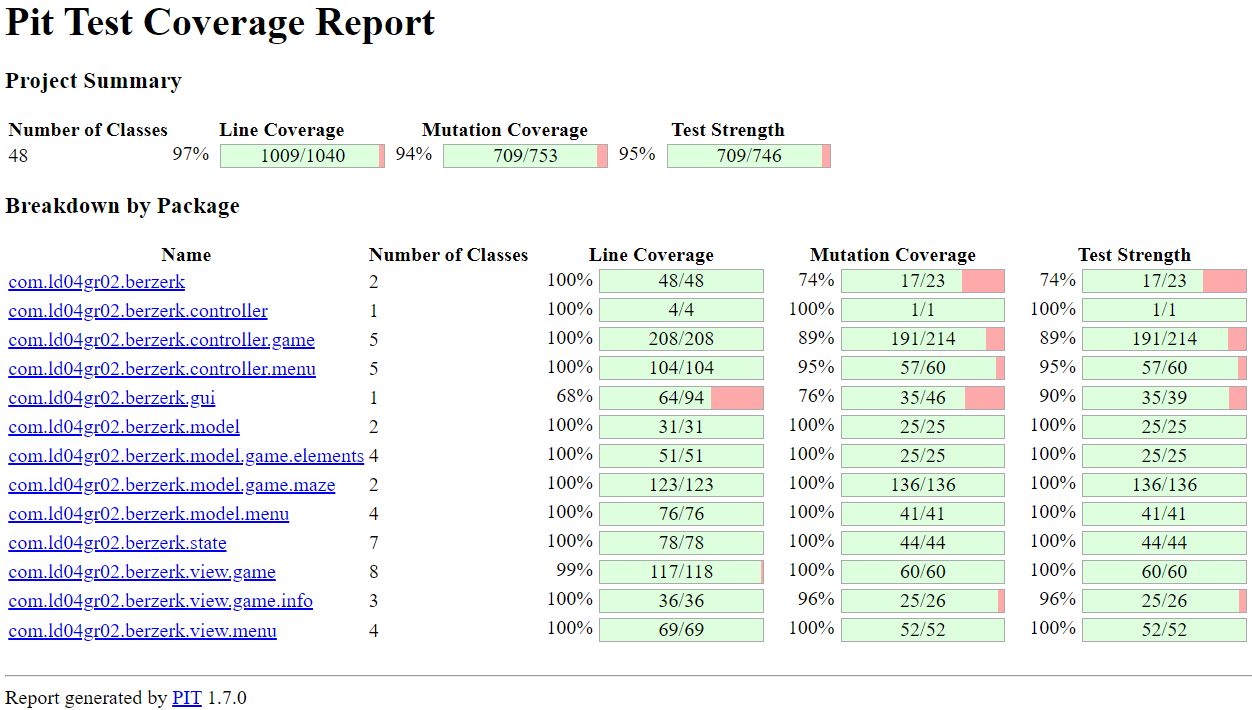 Pit Test Coverage Report
Project Summary
Number of Classes Line Coverage Mutation Coverage Test Strength
48 97% 1009/1040 94% 709/753 95% 709/746
Breakdown by Package
Name Number of Classes Line Coverage Mutation Coverage Test Strength
com.ld04gr02.berzerk 2 100% 48/48 74% 17/23 74% 17/23
com.ld04gr02.berzerk.controller 1 100% 4/4 100% 1/1 100% 1/1
com.ld04gr02.berzerk.controller.game 5 100% 208/208 89% 191/214 89% 191/214
com.ld04gr02.berzerk.controller.menu 5 100% 104/104 95% 57/60 95% 57/60
com.ld04gr02.berzerk.gui 1 68% 64/94 76% 35/46 90% 35/39
com.ld04gr02.berzerk.model 2 100% 31/31 100% 25/25 100% 25/25
com.ld04gr02.berzerk.model.game.elements 4 100% 51/51 100% 25/25 100% 25/25
com.ld04gr02.berzerk.model.game.maze 2 100% 123/123 100% 136/136 100% 136/136
com.ld04gr02.berzerk.model.menu 4 100% 76/76 100% 41/41 100% 41/41
com.ld04gr02.berzerk.state 7 100% 78/78 100% 44/44 100% 44/44
com.ld04gr02.berzerk.view.game 8 99% 117/118 100% 60/60 100% 60/60
com.ld04gr02.berzerk.view.game.info 3 100% 36/36 96% 25/26 96% 25/26
com.ld04gr02.berzerk.view.menu 4 100% 69/69 100% 52/52 100% 52/52
Report generated by PIT 1.7.0